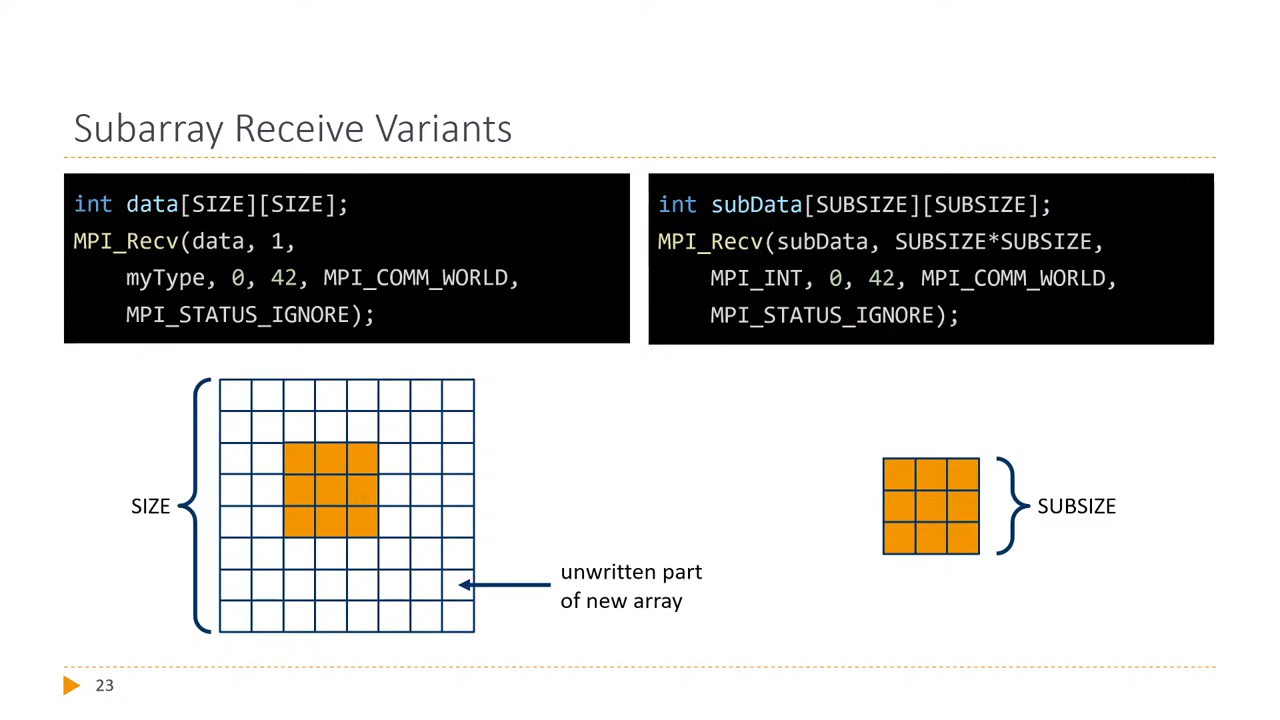 Subarray Receive Variants
int data[SIZE][SIZE];
MPI_Recv(data, 1,
    myType, 0, 42, MPI_COMM_WORLD,
    MPI_STATUS_IGNORE);
int subData[SUBSIZE][SUBSIZE];
MPI_Recv(subData, SUBSIZE*SUBSIZE,
    MPI_INT, 0, 42, MPI_COMM_WORLD,
    MPI_STATUS_IGNORE);
SIZE
unwritten part
of new array
SUBSIZE
23